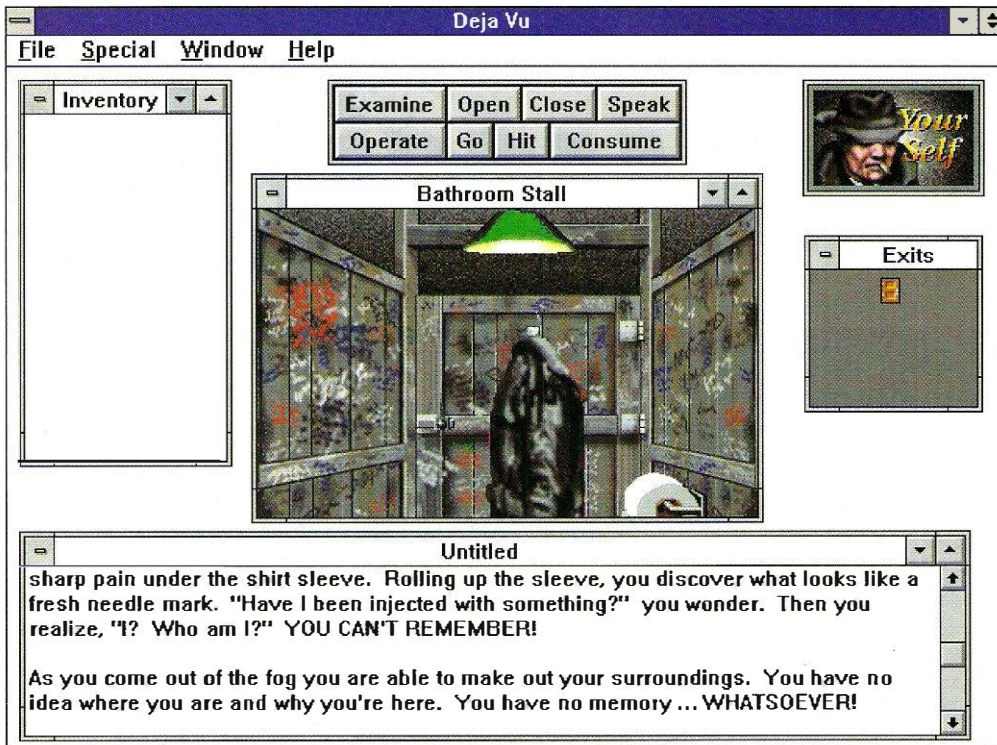 Deja Vu
File Special Window Help
Inventory
Examine Open Close Speak
Operate Go Hit Consume
Your
Self
Bathroom Stall
Exits
Untitled
sharp pain under the shirt sleeve. Rolling up the sleeve, you discover what looks like a
fresh needle mark. "Have I been injected with something?" you wonder. Then you
realize, "I? Who am I?" YOU CAN'T REMEMBER!
As you come out of the fog you are able to make out your surroundings. You have no
idea where you are and why you're here. You have no memory ... WHATSOEVER!